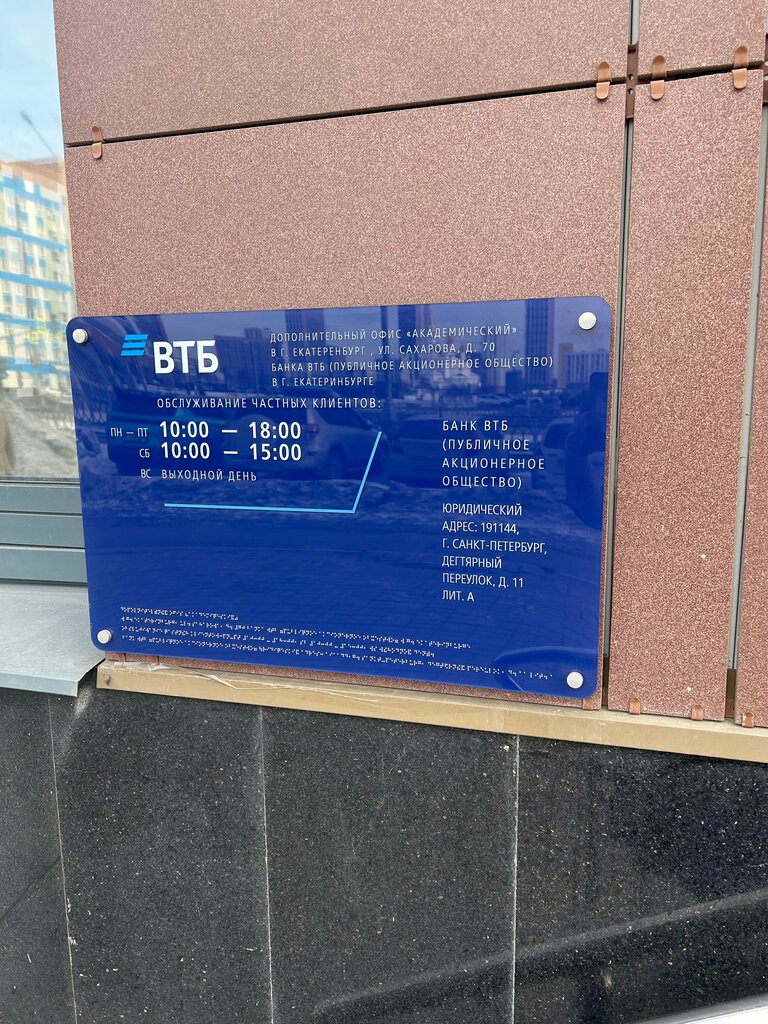 ВТБ
ДОПОЛНИТЕЛЬНЫЙ ОФИС «АКАДЕМИЧЕСКИЙ»
В Г. ЕКАТЕРЕНБУРГ , УЛ. САХАРОВА, Д. 70
БАНКА ВТБ (ПУБЛИЧНОЕ АКЦИОНЕРНОЕ ОБЩЕСТВО)
В Г. ЕКАТЕРИНБУРГЕ
ОБСЛУЖИВАНИЕ ЧАСТНЫХ КЛИЕНТОВ:
ПН — ПТ 10:00 — 18:00
СБ 10:00 — 15:00
ВС ВЫХОДНОЙ ДЕНЬ
БАНК ВТБ
(ПУБЛИЧНОЕ
АКЦИОНЕРНОЕ
ОБЩЕСТВО)
ЮРИДИЧЕСКИЙ
АДРЕС: 191144,
Г. САНКТ-ПЕТЕРБУРГ,
ДЕГТЯРНЫЙ
ПЕРЕУЛОК, Д. 11
ЛИТ. А